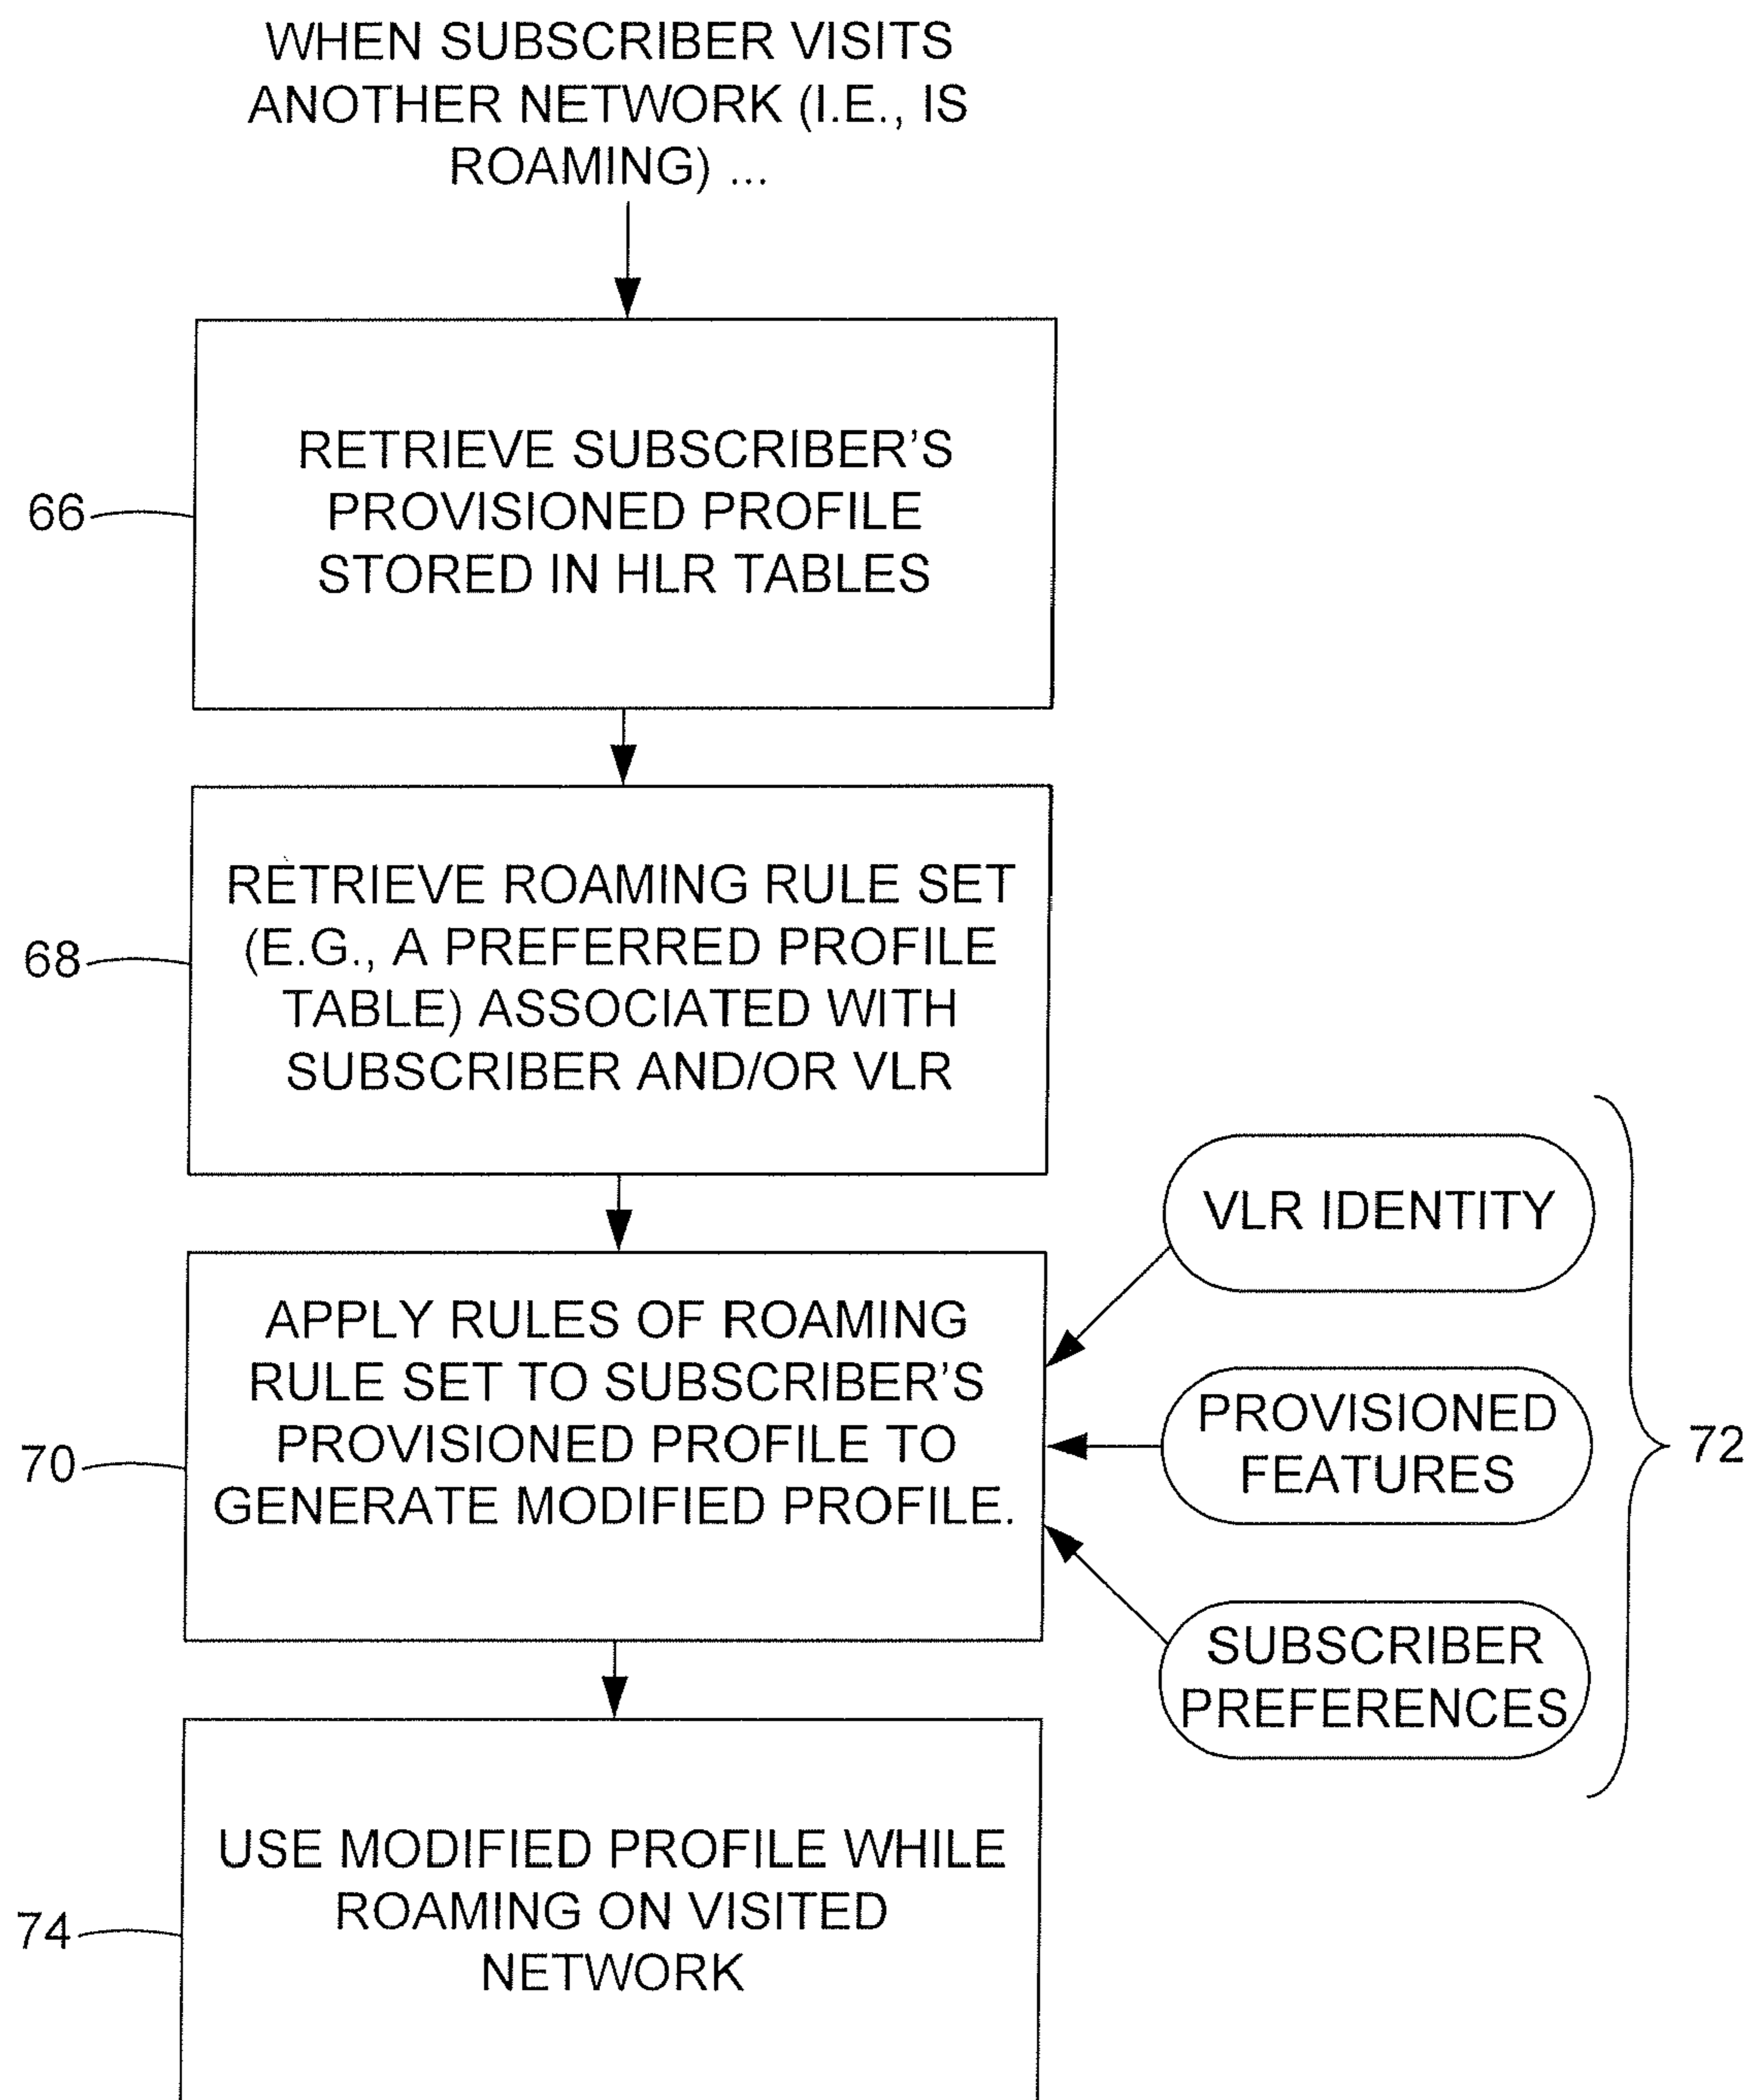 WHEN SUBSCRIBER VISITS
ANOTHER NETWORK (I.E., IS
ROAMING) ...
66
RETRIEVE SUBSCRIBER'S
PROVISIONED PROFILE
STORED IN HLR TABLES
68
RETRIEVE ROAMING RULE SET
(E.G., A PREFERRED PROFILE
TABLE) ASSOCIATED WITH
SUBSCRIBER AND/OR VLR
70
APPLY RULES OF ROAMING
RULE SET TO SUBSCRIBER'S
PROVISIONED PROFILE TO
GENERATE MODIFIED PROFILE.
VLR IDENTITY
PROVISIONED
FEATURES
SUBSCRIBER
PREFERENCES
72
74
USE MODIFIED PROFILE WHILE
ROAMING ON VISITED
NETWORK